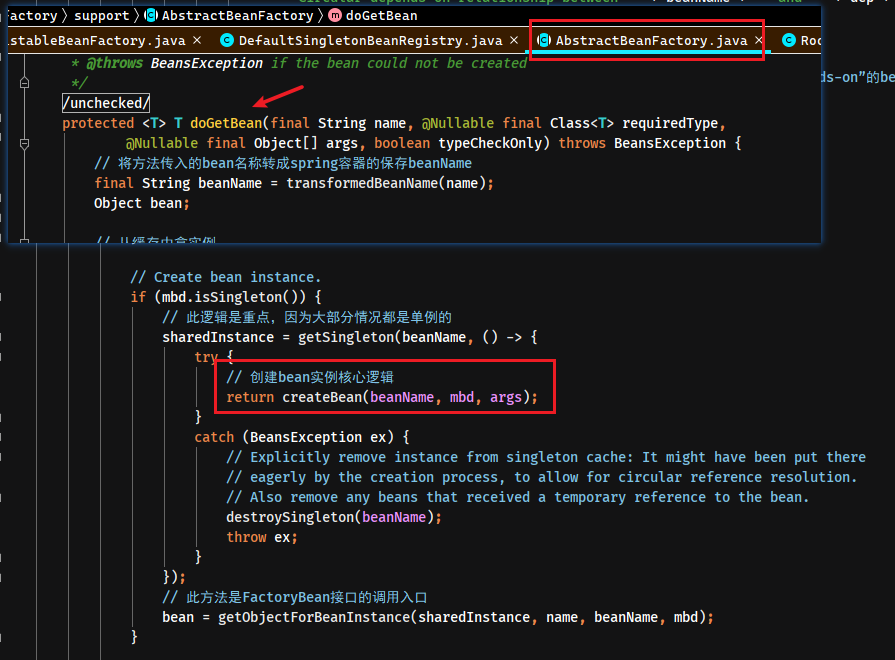 actory › support › AbstractBeanFactory › doGetBean
stableBeanFactory.java × DefaultSingletonBeanRegistry.java × AbstractBeanFactory.java × Roo
* @throws BeansException if the bean could not be created
*/
/unchecked/
protected <T> T doGetBean(final String name, @Nullable final Class<T> requiredType,
@Nullable final Object[] args, boolean typeCheckOnly) throws BeansException {
// 将方法传入的bean名称转成spring容器的保存beanName
final String beanName = transformedBeanName(name);
Object bean;
ds-on”的be
// Create bean instance.
if (mbd.isSingleton()) {
// 此逻辑是重点，因为大部分情况都是单例的
sharedInstance = getSingleton(beanName, () -> {
try {
// 创建bean实例核心逻辑
return createBean(beanName, mbd, args);
}
catch (BeansException ex) {
// Explicitly remove instance from singleton cache: It might have been put there
// eagerly by the creation process, to allow for circular reference resolution.
// Also remove any beans that received a temporary reference to the bean.
destroySingleton(beanName);
throw ex;
}
});
// 此方法是FactoryBean接口的调用入口
bean = getObjectForBeanInstance(sharedInstance, name, beanName, mbd);
}